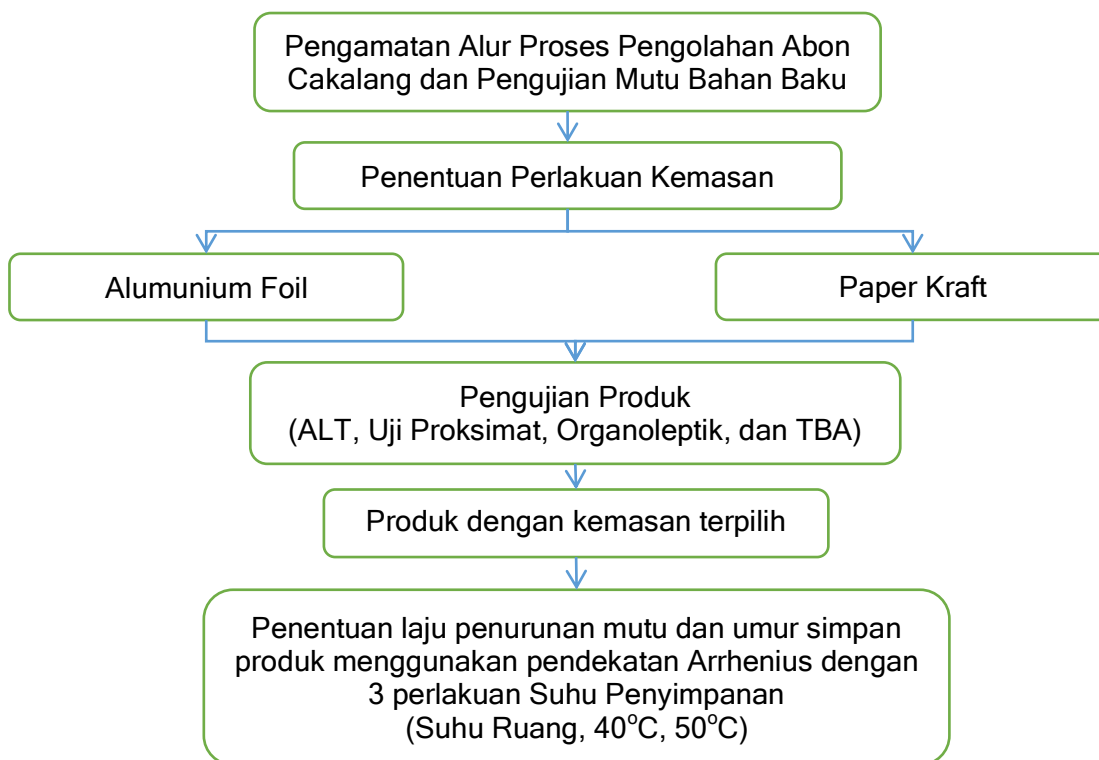 Pengamatan Alur Proses Pengolahan Abon
Cakalang dan Pengujian Mutu Bahan Baku
Penentuan Perlakuan Kemasan
Alumunium Foil
Paper Kraft
Pengujian Produk
(ALT, Uji Proksimat, Organoleptik, dan TBA)
Produk dengan kemasan terpilih
Penentuan laju penurunan mutu dan umur simpan
produk menggunakan pendekatan Arrhenius dengan
3 perlakuan Suhu Penyimpanan
(Suhu Ruang, 40°C, 50°C)